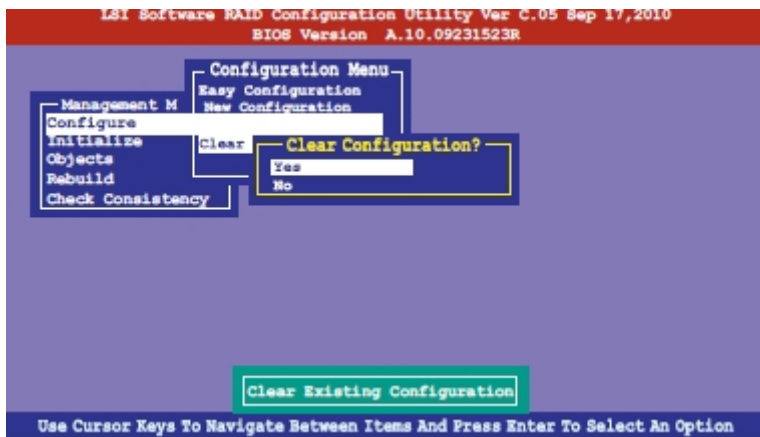 LSI Software RAID Configuration Utility Ver C.05 Sep 17,2010
BIOS Version A.10.09231523R
Configuration Menu
Easy Configuration
New Configuration
Management M
Configure
Initialize
Objects
Rebuild
Check Consistency
Clear
Clear Configuration?
Yes
No
Clear Existing Configuration
Use Cursor Keys To Navigate Between Items And Press Enter To Select An Option